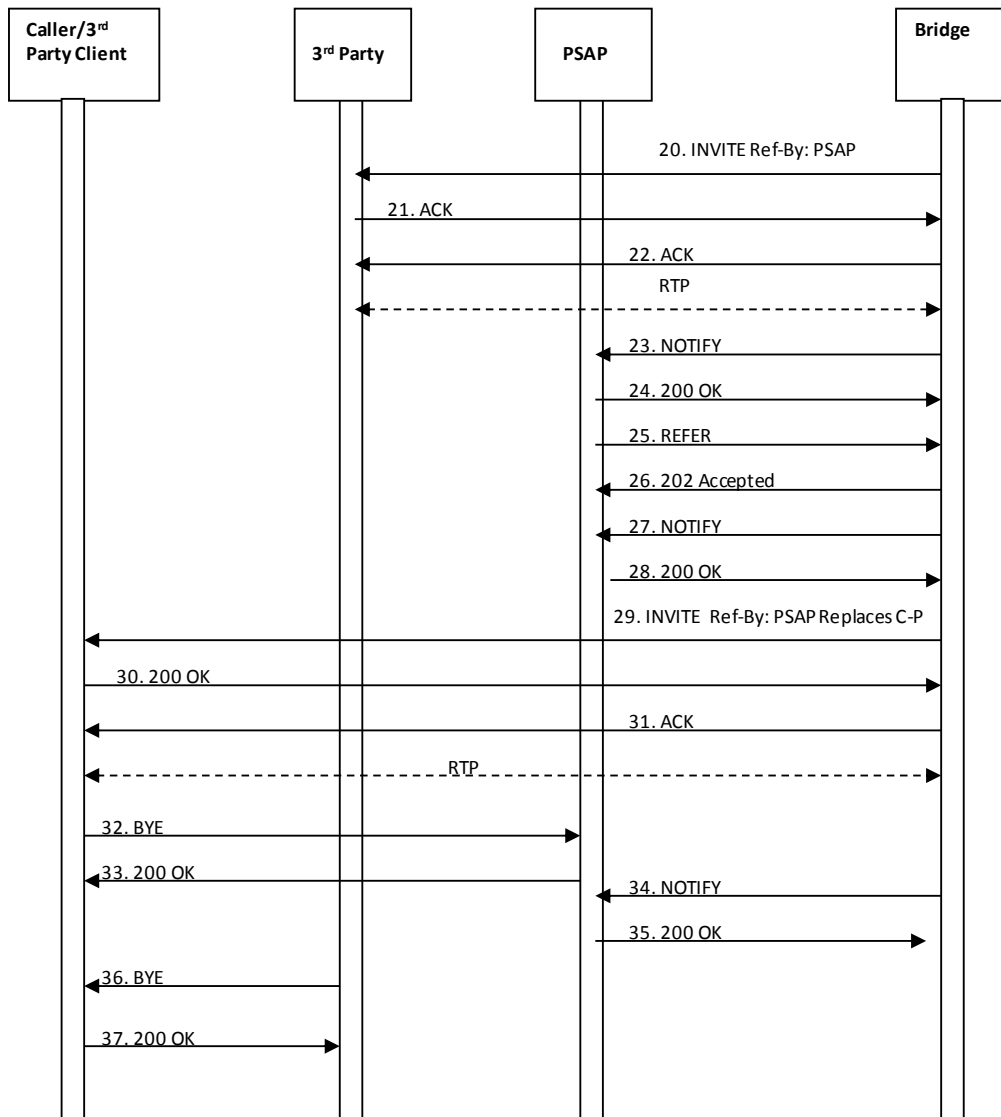 Caller/3rd
Party Client
3rd Party
PSAP
Bridge
20. INVITE Ref-By: PSAP
21. ACK
22. ACK
RTP
23. NOTIFY
24. 200 OK
25. REFER
26. 202 Accepted
27. NOTIFY
28. 200 OK
29. INVITE Ref-By: PSAP Replaces C-P
30. 200 OK
31. ACK
RTP
32. BYE
33. 200 OK
34. NOTIFY
35. 200 OK
36. BYE
37. 200 OK